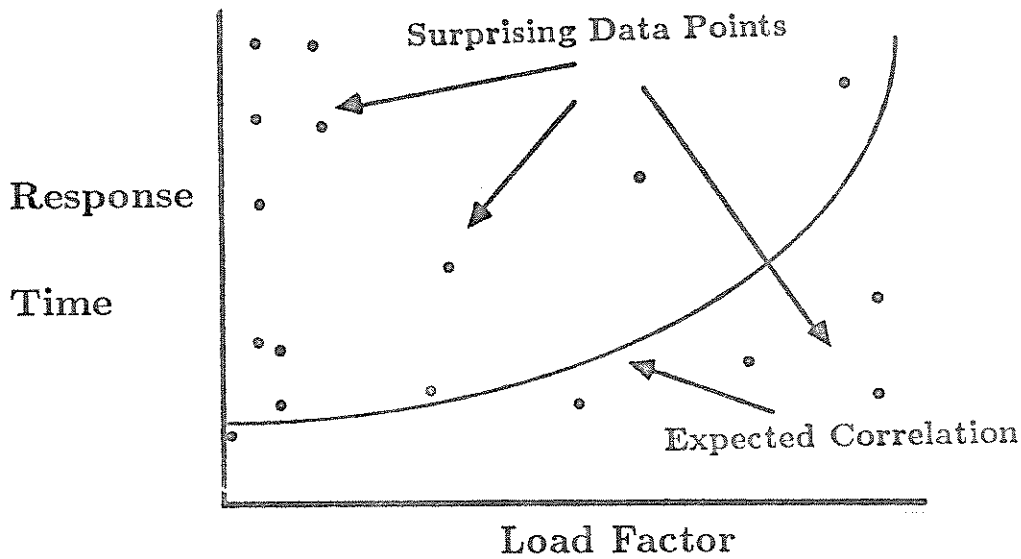 Surprising Data Points
Response
Time
Expected Correlation
Load Factor